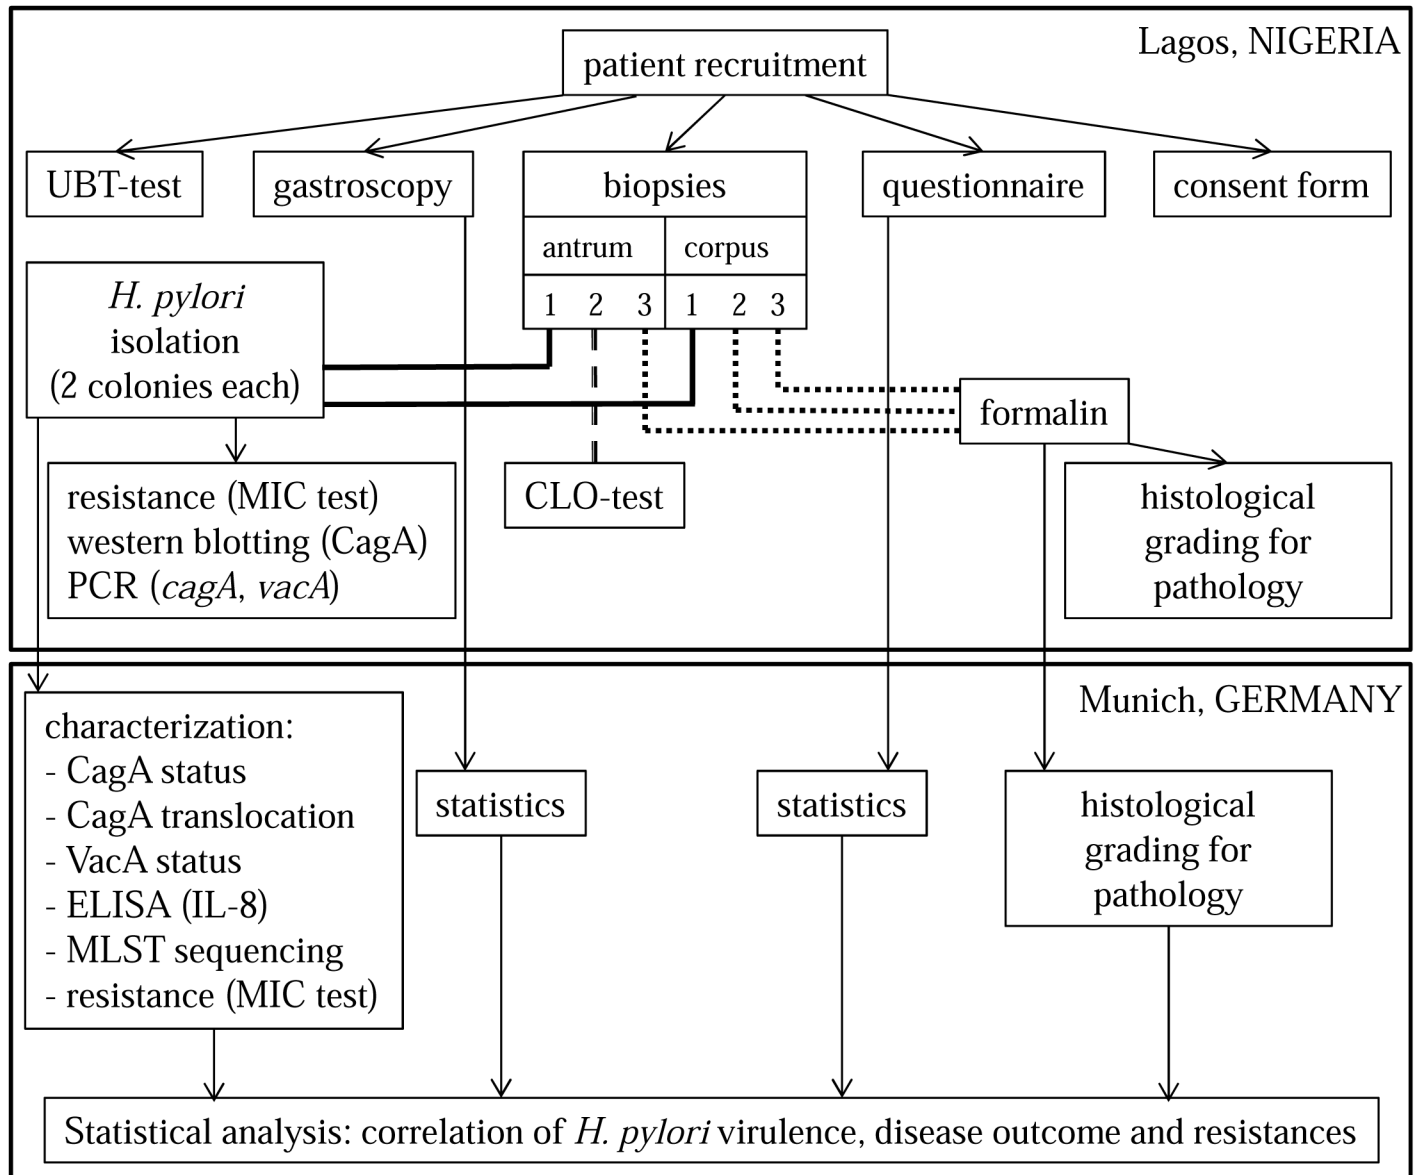 Lagos, NIGERIA
patient recruitment
UBT-test
gastroscopy
biopsies
questionnaire
consent form
antrum
corpus
1 2 3
1 2 3
H. pylori
isolation
(2 colonies each)
formalin
resistance (MIC test)
western blotting (CagA)
PCR (cagA, vacA)
CLO-test
histological
grading for
pathology
Munich, GERMANY
characterization:
- CagA status
- CagA translocation
- VacA status
- ELISA (IL-8)
- MLST sequencing
- resistance (MIC test)
statistics
statistics
histological
grading for
pathology
Statistical analysis: correlation of H. pylori virulence, disease outcome and resistances